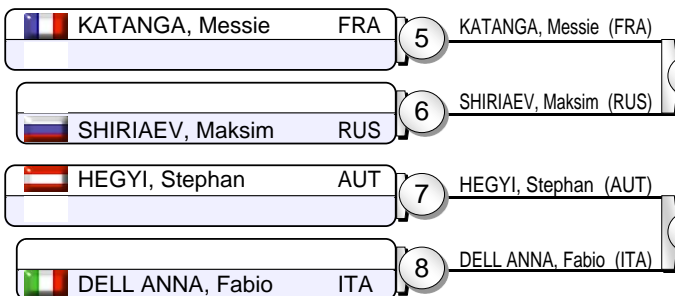 KATANGA, Messie FRA
5
KATANGA, Messie (FRA)
6
SHIRIAEV, Maksim (RUS)
SHIRIAEV, Maksim RUS
HEGYI, Stephan AUT
7
HEGYI, Stephan (AUT)
8
DELL ANNA, Fabio (ITA)
DELL ANNA, Fabio ITA